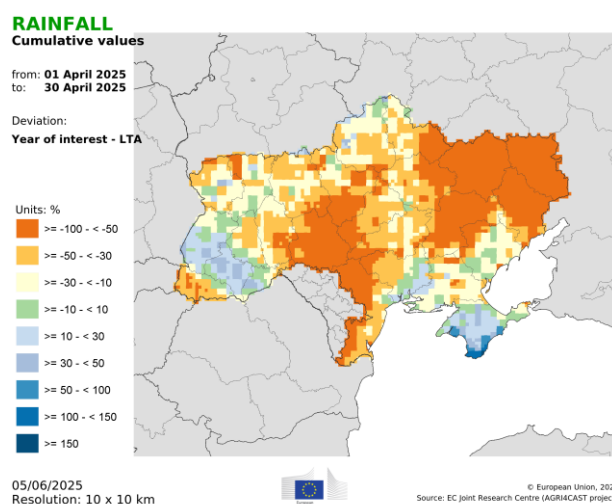 RAINFALL
Cumulative values
from: 01 April 2025
to: 30 April 2025
Deviation:
Year of interest - LTA
Units: %
>= -100 - < -50
>= -50 - < -30
>= -30 - < -10
>= -10 - < 10
>= 10 - < 30
>= 30 - < 50
>= 50 - < 100
>= 100 - < 150
>= 150
05/06/2025
Resolution: 10 x 10 km
© European Union, 202
Source: EC Joint Research Centre (AGRI4CAST projec